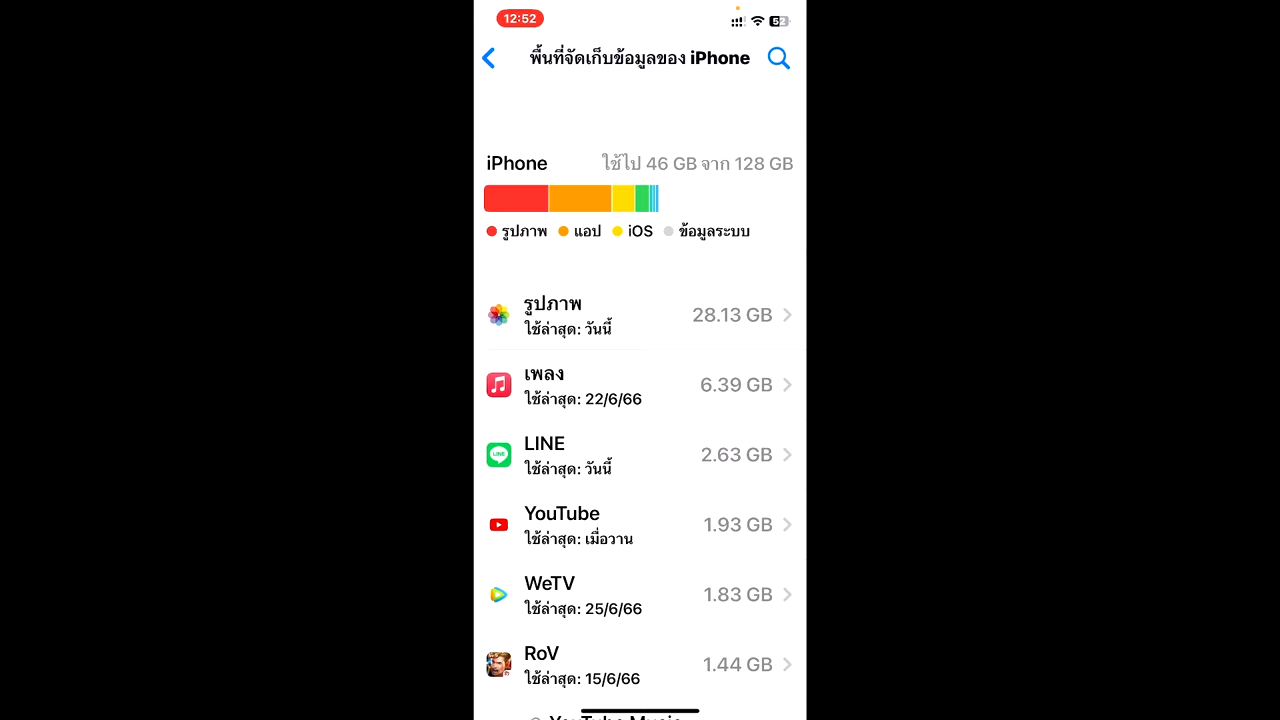 12:52
52
พื้นที่จัดเก็บข้อมูลของ iPhone
iPhone ใช้ไป 46 GB จาก 128 GB
รูปภาพ แอป iOS ข้อมูลระบบ
รูปภาพ 28.13 GB
ใช้ล่าสุด: วันนี้
เพลง 6.39 GB
ใช้ล่าสุด: 22/6/66
LINE 2.63 GB
ใช้ล่าสุด: วันนี้
YouTube 1.93 GB
ใช้ล่าสุด: เมื่อวาน
WeTV 1.83 GB
ใช้ล่าสุด: 25/6/66
RoV 1.44 GB
ใช้ล่าสุด: 15/6/66
YouTube Music